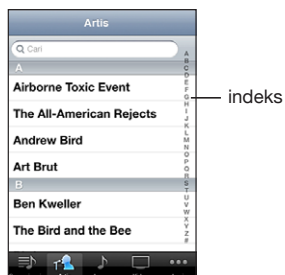 Artis
Cari
A
Airborne Toxic Event
The All-American Rejects
Andrew Bird
Art Brut
B
Ben Kweller
The Bird and the Bee
A
B
C
D
E
F
G
H
I
J
K
L
M
N
O
P
Q
R
S
T
U
V
W
X
Y
Z
#
indeks